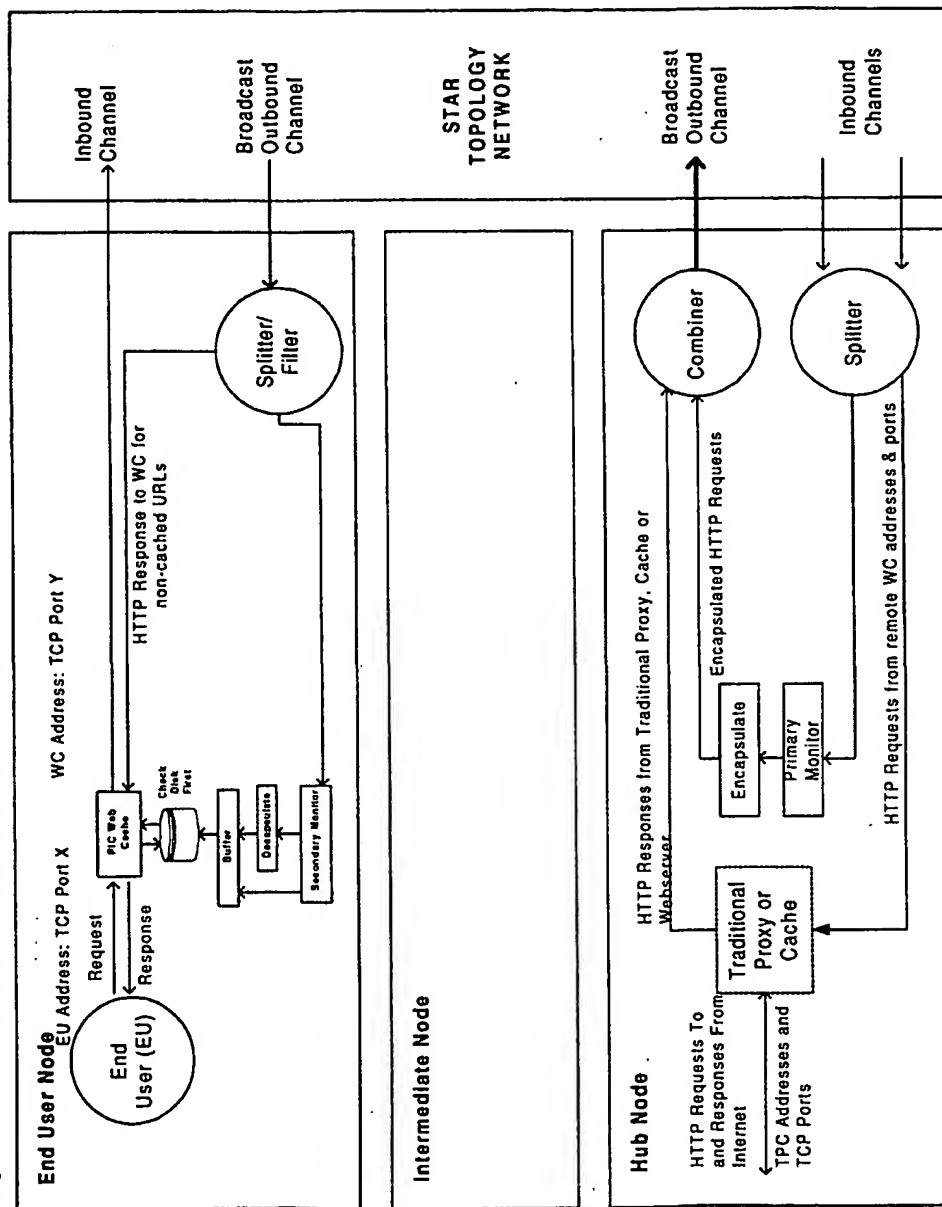 End User Node
EU Address: TCP Port X
WC Address: TCP Port Y
End
User (EU)
Request
Response
PIC Web
Cache
Check
Disk
First
Buffer
Decapsulate
Secondary Monitor
HTTP Response to WC for
non-cached URLs
Splitter/
Filter
Inbound
Channel
Broadcast
Outbound
Channel
STAR
TOPOLOGY
NETWORK
Intermediate Node
Hub Node
HTTP Requests To
and Responses From
Internet
TPC Addresses and
TCP Ports
Traditional
Proxy or
Cache
HTTP Responses from Traditional Proxy, Cache or
Webserver
Encapsulated HTTP Requests
Encapsulate
Primary
Monitor
HTTP Requests from remote WC addresses & ports
Combiner
Splitter
Broadcast
Outbound
Channel
Inbound
Channels